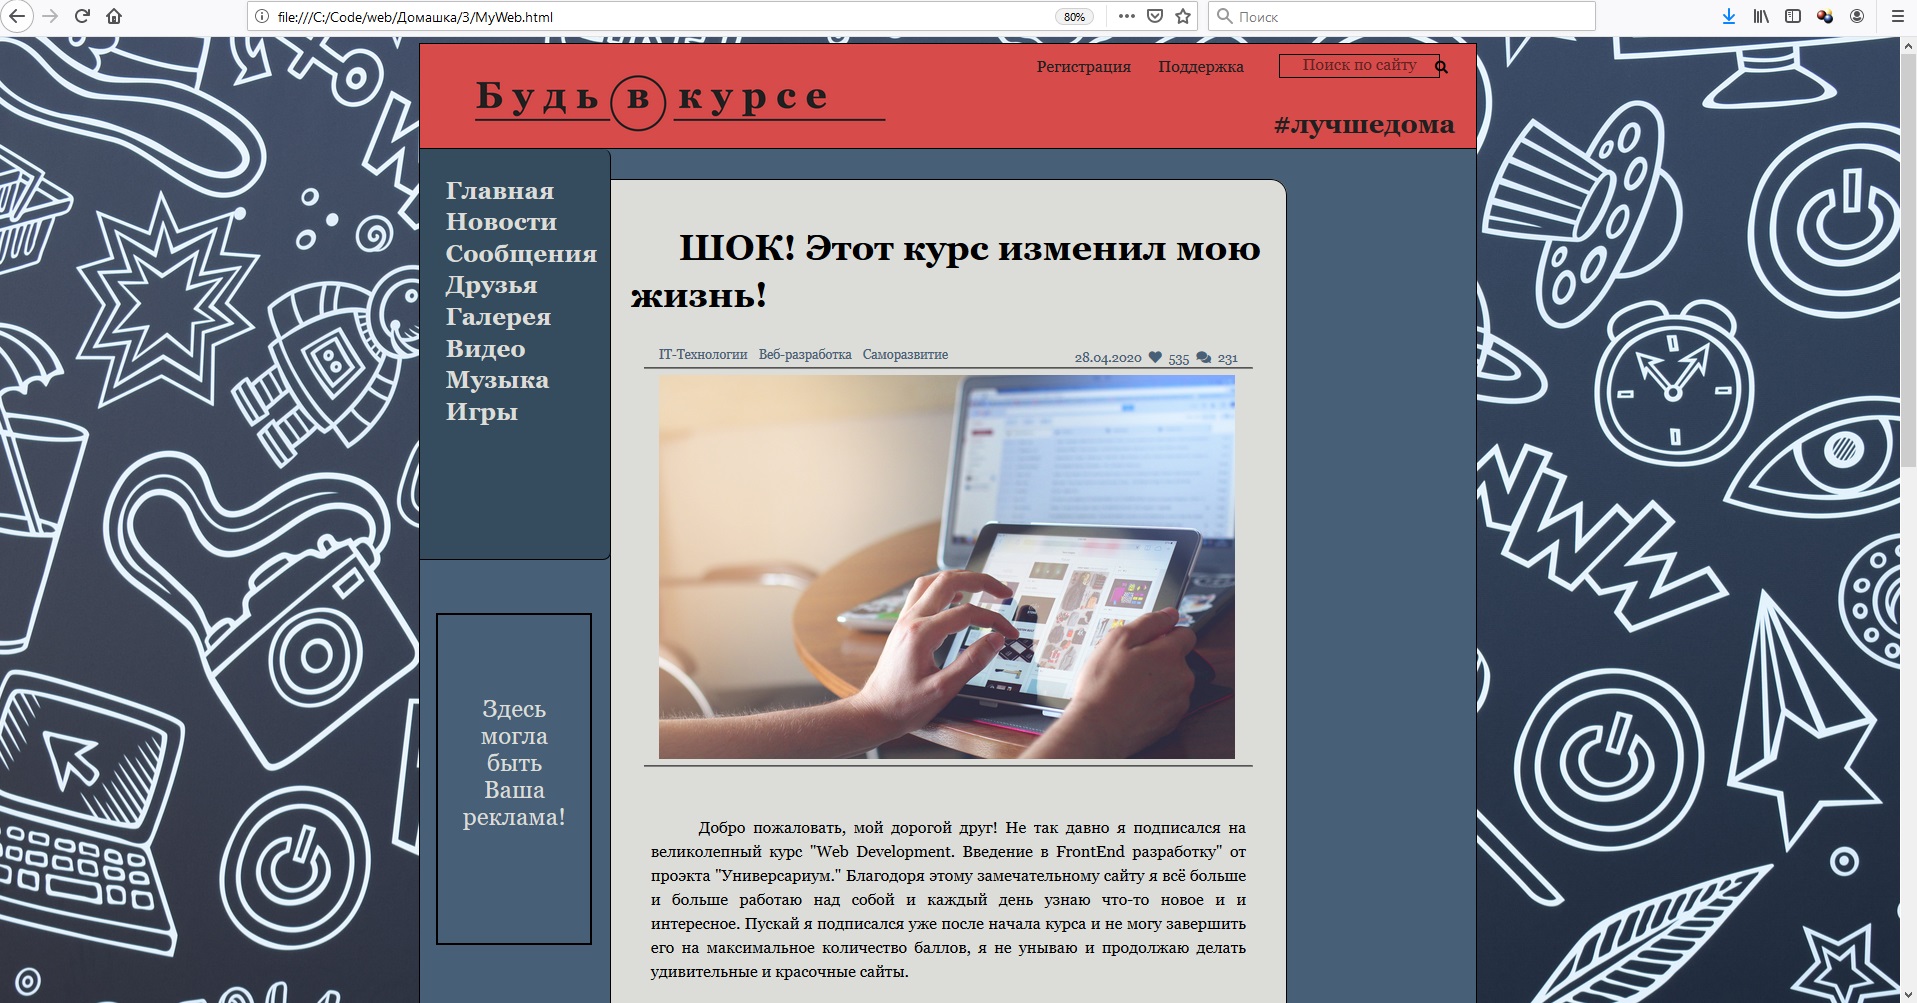 file:///C:/Code/web/Домашка/3/MyWeb.html
80%
Поиск
Регистрация Поддержка Поиск по сайту
Будь в курсе
#лучшедома
Главная
Новости
Сообщения
Друзья
Галерея
Видео
Музыка
Игры
Здесь
могла
быть
Ваша
реклама!
ШОК! Этот курс изменил мою
жизнь!
IT-Технологии Веб-разработка Саморазвитие 28.04.2020 535 231
Добро пожаловать, мой дорогой друг! Не так давно я подписался на
великолепный курс "Web Development. Введение в FrontEnd разработку" от
проэкта "Универсариум." Благодоря этому замечательному сайту я всё больше
и больше работаю над собой и каждый день узнаю что-то новое и и
интересное. Пускай я подписался уже после начала курса и не могу завершить
его на максимальное количество баллов, я не унываю и продолжаю делать
удивительные и красочные сайты.